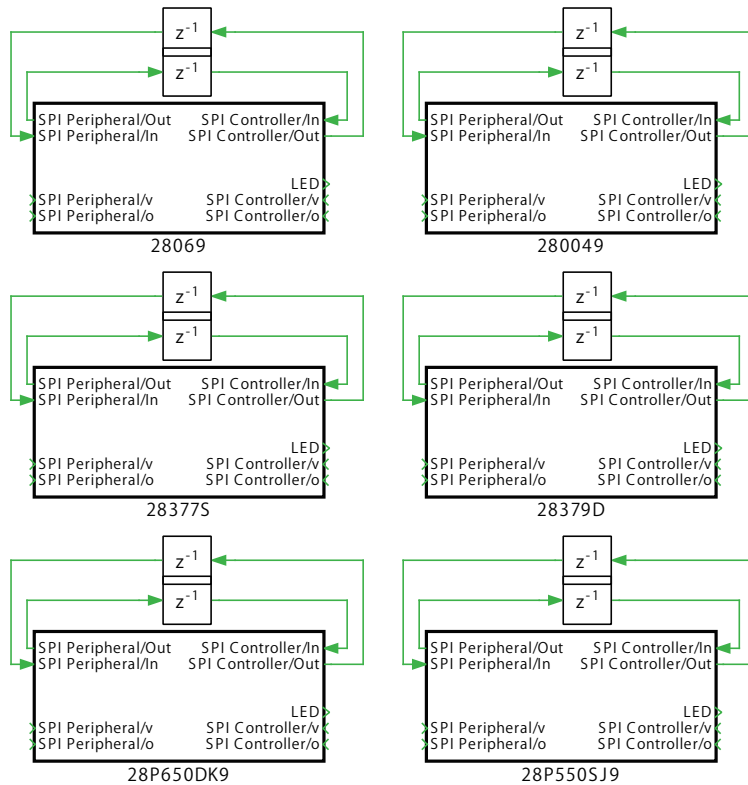 z⁻¹ z⁻¹
z⁻¹ z⁻¹
SPI Peripheral/Out SPI Controller/In SPI Peripheral/Out SPI Controller/In
SPI Peripheral/In SPI Controller/Out SPI Peripheral/In SPI Controller/Out
LED LED
SPI Peripheral/v SPI Controller/v SPI Peripheral/v SPI Controller/v
SPI Peripheral/o SPI Controller/o SPI Peripheral/o SPI Controller/o
28069 280049
z⁻¹ z⁻¹
z⁻¹ z⁻¹
SPI Peripheral/Out SPI Controller/In SPI Peripheral/Out SPI Controller/In
SPI Peripheral/In SPI Controller/Out SPI Peripheral/In SPI Controller/Out
LED LED
SPI Peripheral/v SPI Controller/v SPI Peripheral/v SPI Controller/v
SPI Peripheral/o SPI Controller/o SPI Peripheral/o SPI Controller/o
28377S 28379D
z⁻¹ z⁻¹
z⁻¹ z⁻¹
SPI Peripheral/Out SPI Controller/In SPI Peripheral/Out SPI Controller/In
SPI Peripheral/In SPI Controller/Out SPI Peripheral/In SPI Controller/Out
LED LED
SPI Peripheral/v SPI Controller/v SPI Peripheral/v SPI Controller/v
SPI Peripheral/o SPI Controller/o SPI Peripheral/o SPI Controller/o
28P650DK9 28P550SJ9